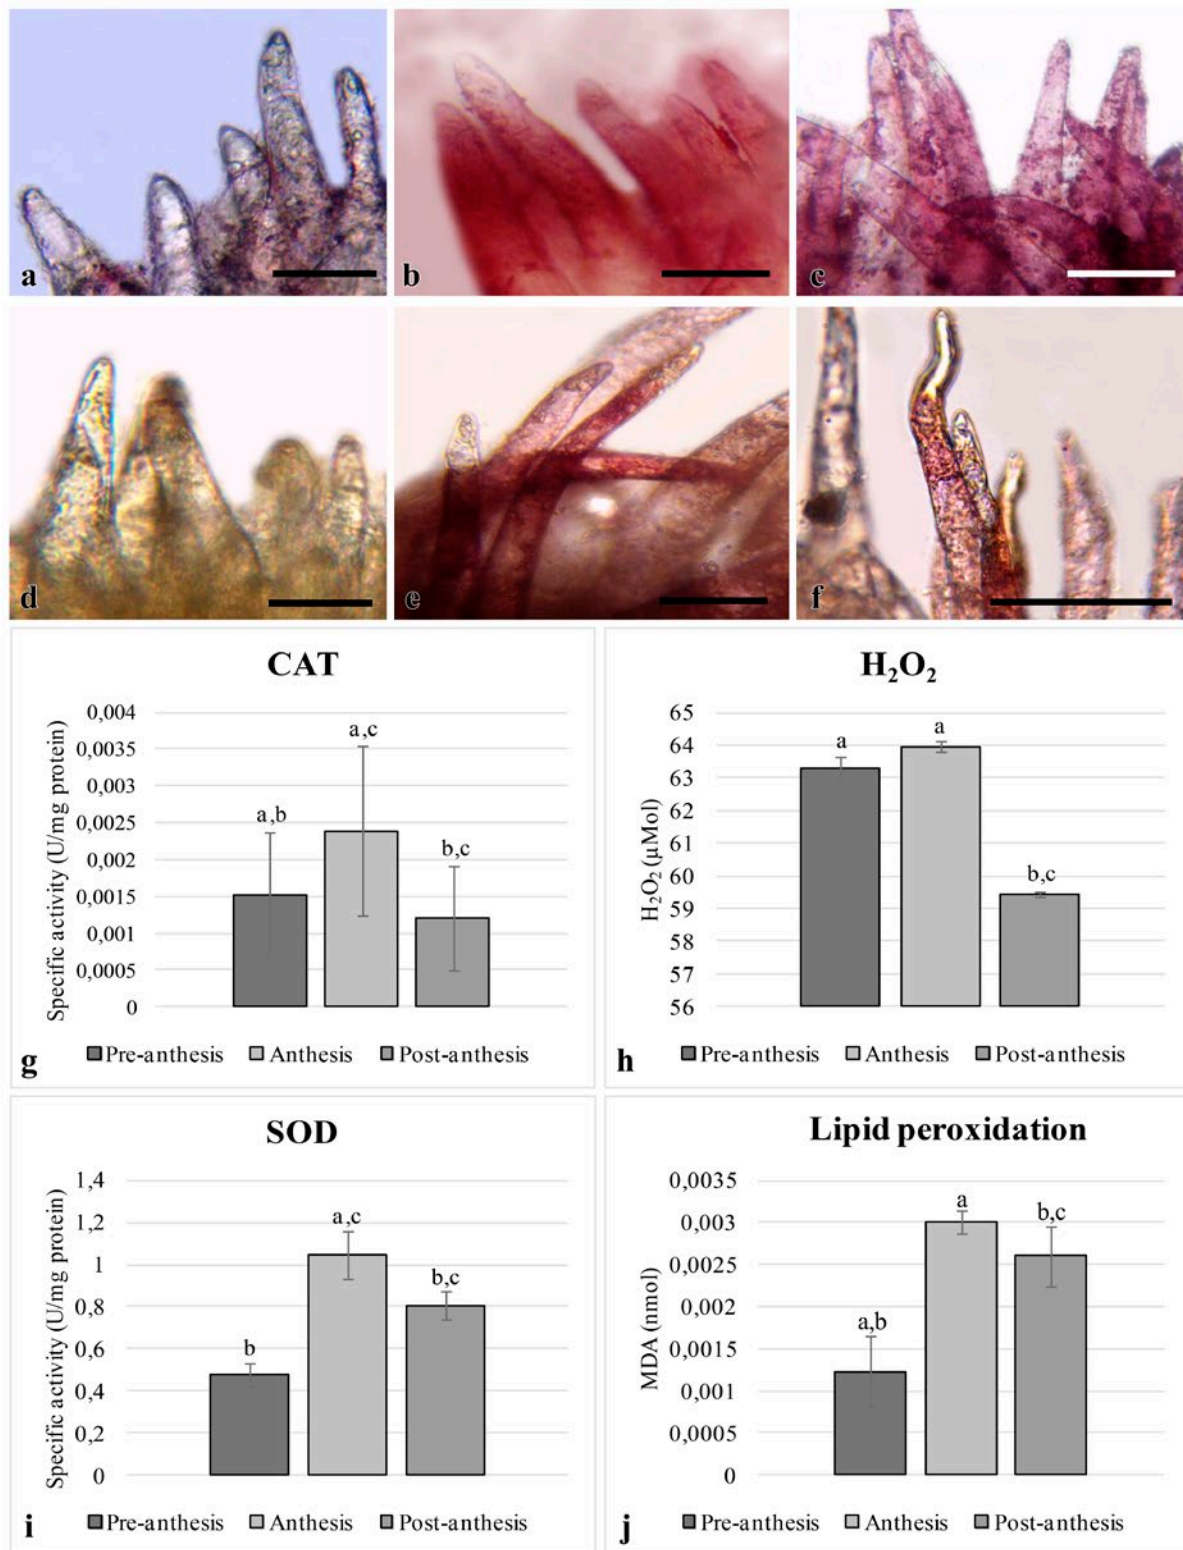 a
b
c
d
e
f
CAT
Specific activity (U/mg protein)
0,004
0,0035
0,003
0,0025
0,002
0,0015
0,001
0,0005
0
a,b
a,c
b,c
Pre-anthesis Anthesis Post-anthesis
g
H₂O₂
H₂O₂ (µMol)
65
64
63
62
61
60
59
58
57
56
a
a
b,c
Pre-anthesis Anthesis Post-anthesis
h
SOD
Specific activity (U/mg protein)
1,4
1,2
1
0,8
0,6
0,4
0,2
0
b
a,c
b,c
Pre-anthesis Anthesis Post-anthesis
i
Lipid peroxidation
MDA (nmol)
0,0035
0,003
0,0025
0,002
0,0015
0,001
0,0005
0
a,b
a
b,c
Pre-anthesis Anthesis Post-anthesis
j